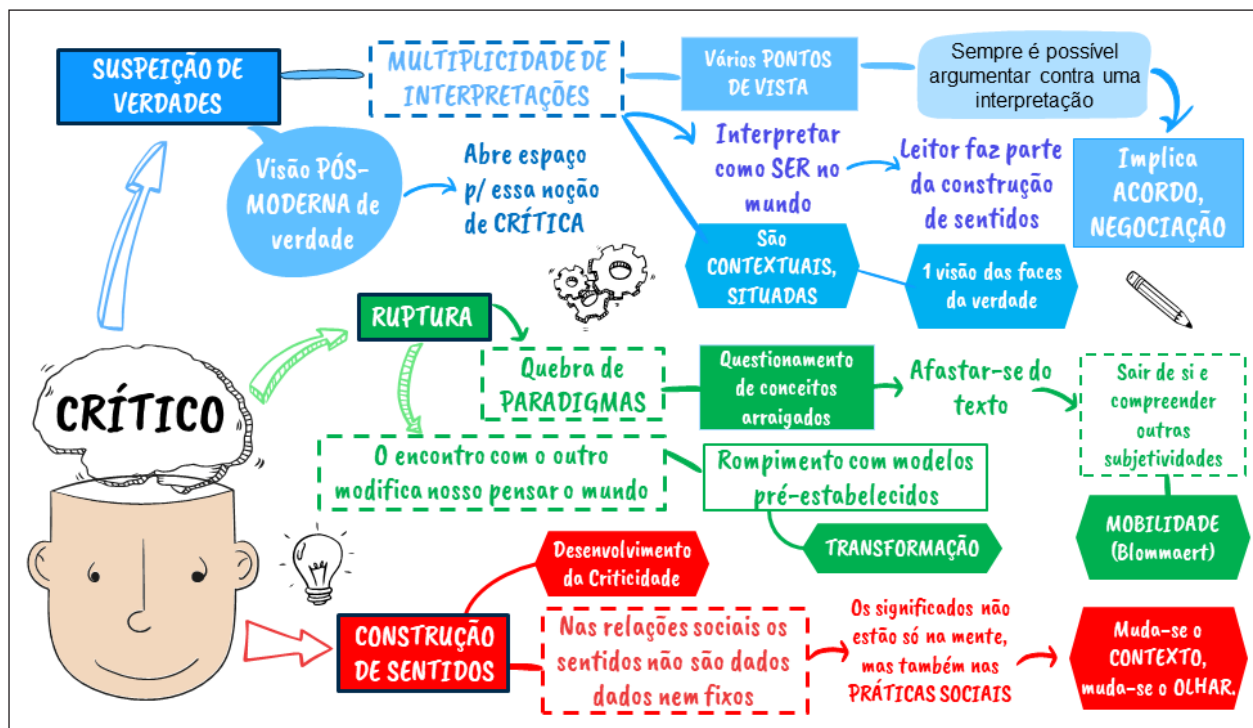 SUSPEIÇÃO DE
VERDADES
MULTIPLICIDADE DE
INTERPRETAÇÕES
Vários PONTOS
DE VISTA
Sempre é possível
argumentar contra uma
interpretação
Visão PÓS-
MODERNA de
verdade
Abre espaço
p/ essa noção
de CRÍTICA
Interpretar
como SER no
mundo
Leitor faz parte
da construção
de sentidos
Implica
ACORDO,
NEGOCIAÇÃO
São
CONTEXTUAIS,
SITUADAS
1 visão das faces
da verdade
CRÍTICO
RUPTURA
Quebra de
PARADIGMAS
Questionamento
de conceitos
arraigados
Afastar-se do
texto
Sair de si e
compreender
outras
subjetividades
O encontro com o outro
modifica nosso pensar o mundo
Rompimento com modelos
pré-estabelecidos
TRANSFORMAÇÃO
MOBILIDADE
(Blommaert)
Desenvolvimento
da Criticidade
CONSTRUÇÃO
DE SENTIDOS
Nas relações sociais os
sentidos não são dados
dados nem fixos
Os significados não
estão só na mente,
mas também nas
PRÁTICAS SOCIAIS
Muda-se o
CONTEXTO,
muda-se o OLHAR.